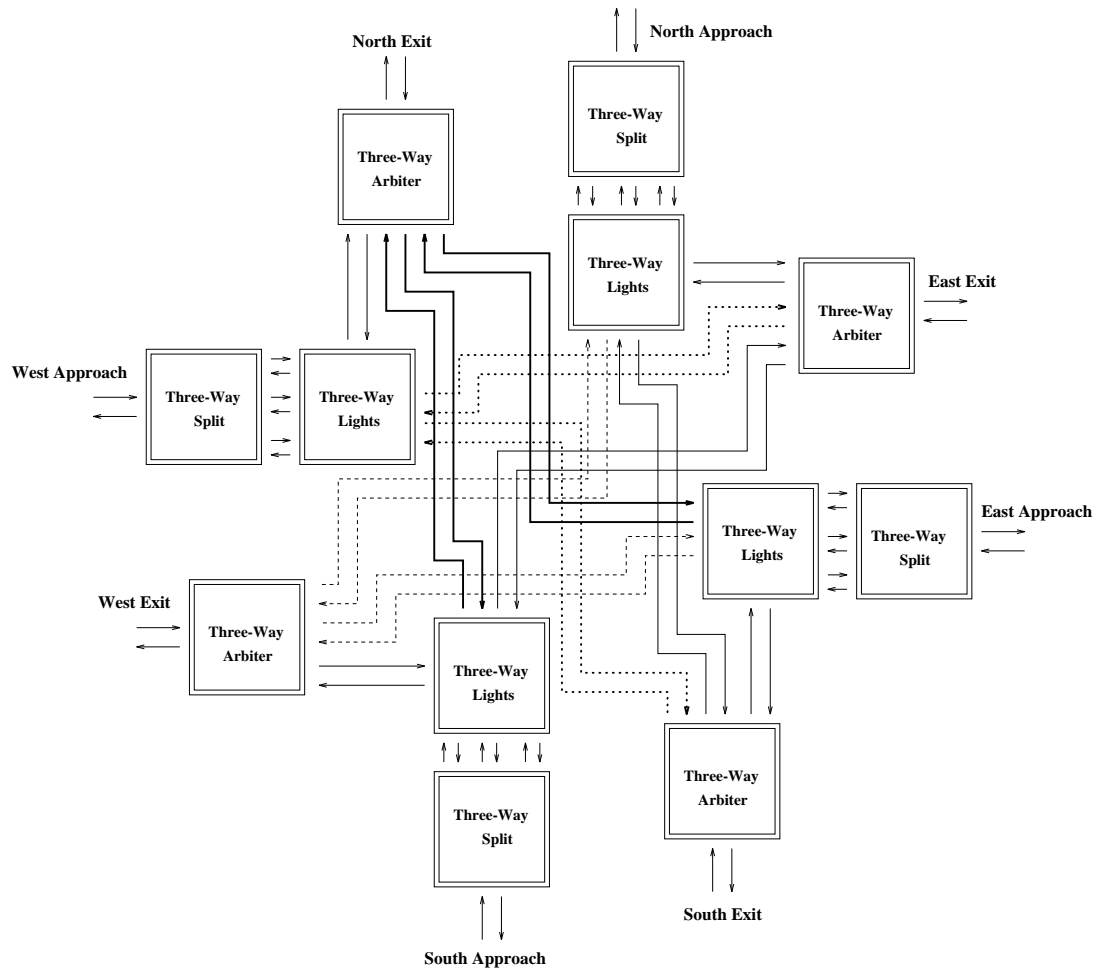 North Approach
North Exit
Three-Way
Split
Three-Way
Arbiter
Three-Way
Lights
East Exit
Three-Way
Arbiter
West Approach
Three-Way
Split
Three-Way
Lights
East Approach
Three-Way
Lights
Three-Way
Split
West Exit
Three-Way
Arbiter
Three-Way
Lights
Three-Way
Arbiter
Three-Way
Split
South Exit
South Approach